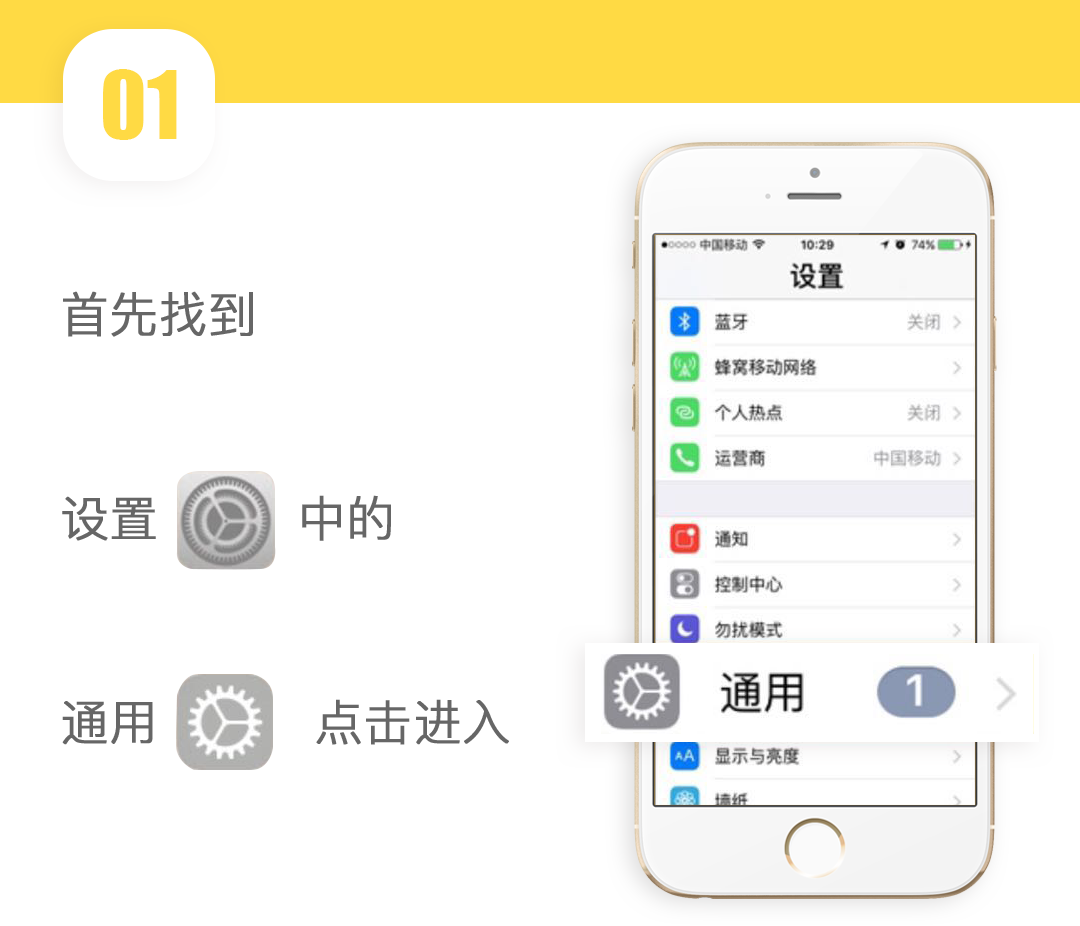 01
首先找到
设置 中的
通用 点击进入
中国移动 10:29 74%
设置
蓝牙 关闭
蜂窝移动网络
个人热点 关闭
运营商 中国移动
通知
控制中心
勿扰模式
通用 1
AA 显示与亮度
墙纸